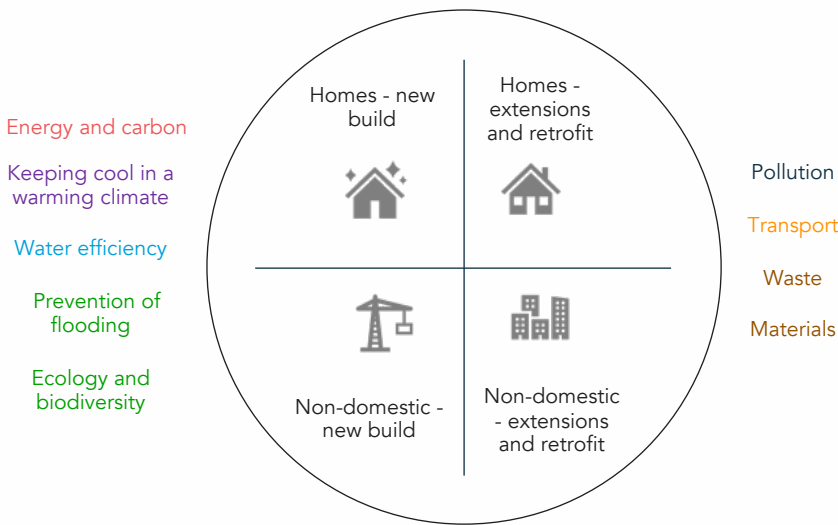 Energy and carbon
Keeping cool in a
warming climate
Water efficiency
Prevention of
flooding
Ecology and
biodiversity
Homes - new
build
Homes -
extensions
and retrofit
Non-domestic -
new build
Non-domestic
- extensions
and retrofit
Pollution
Transport
Waste
Materials